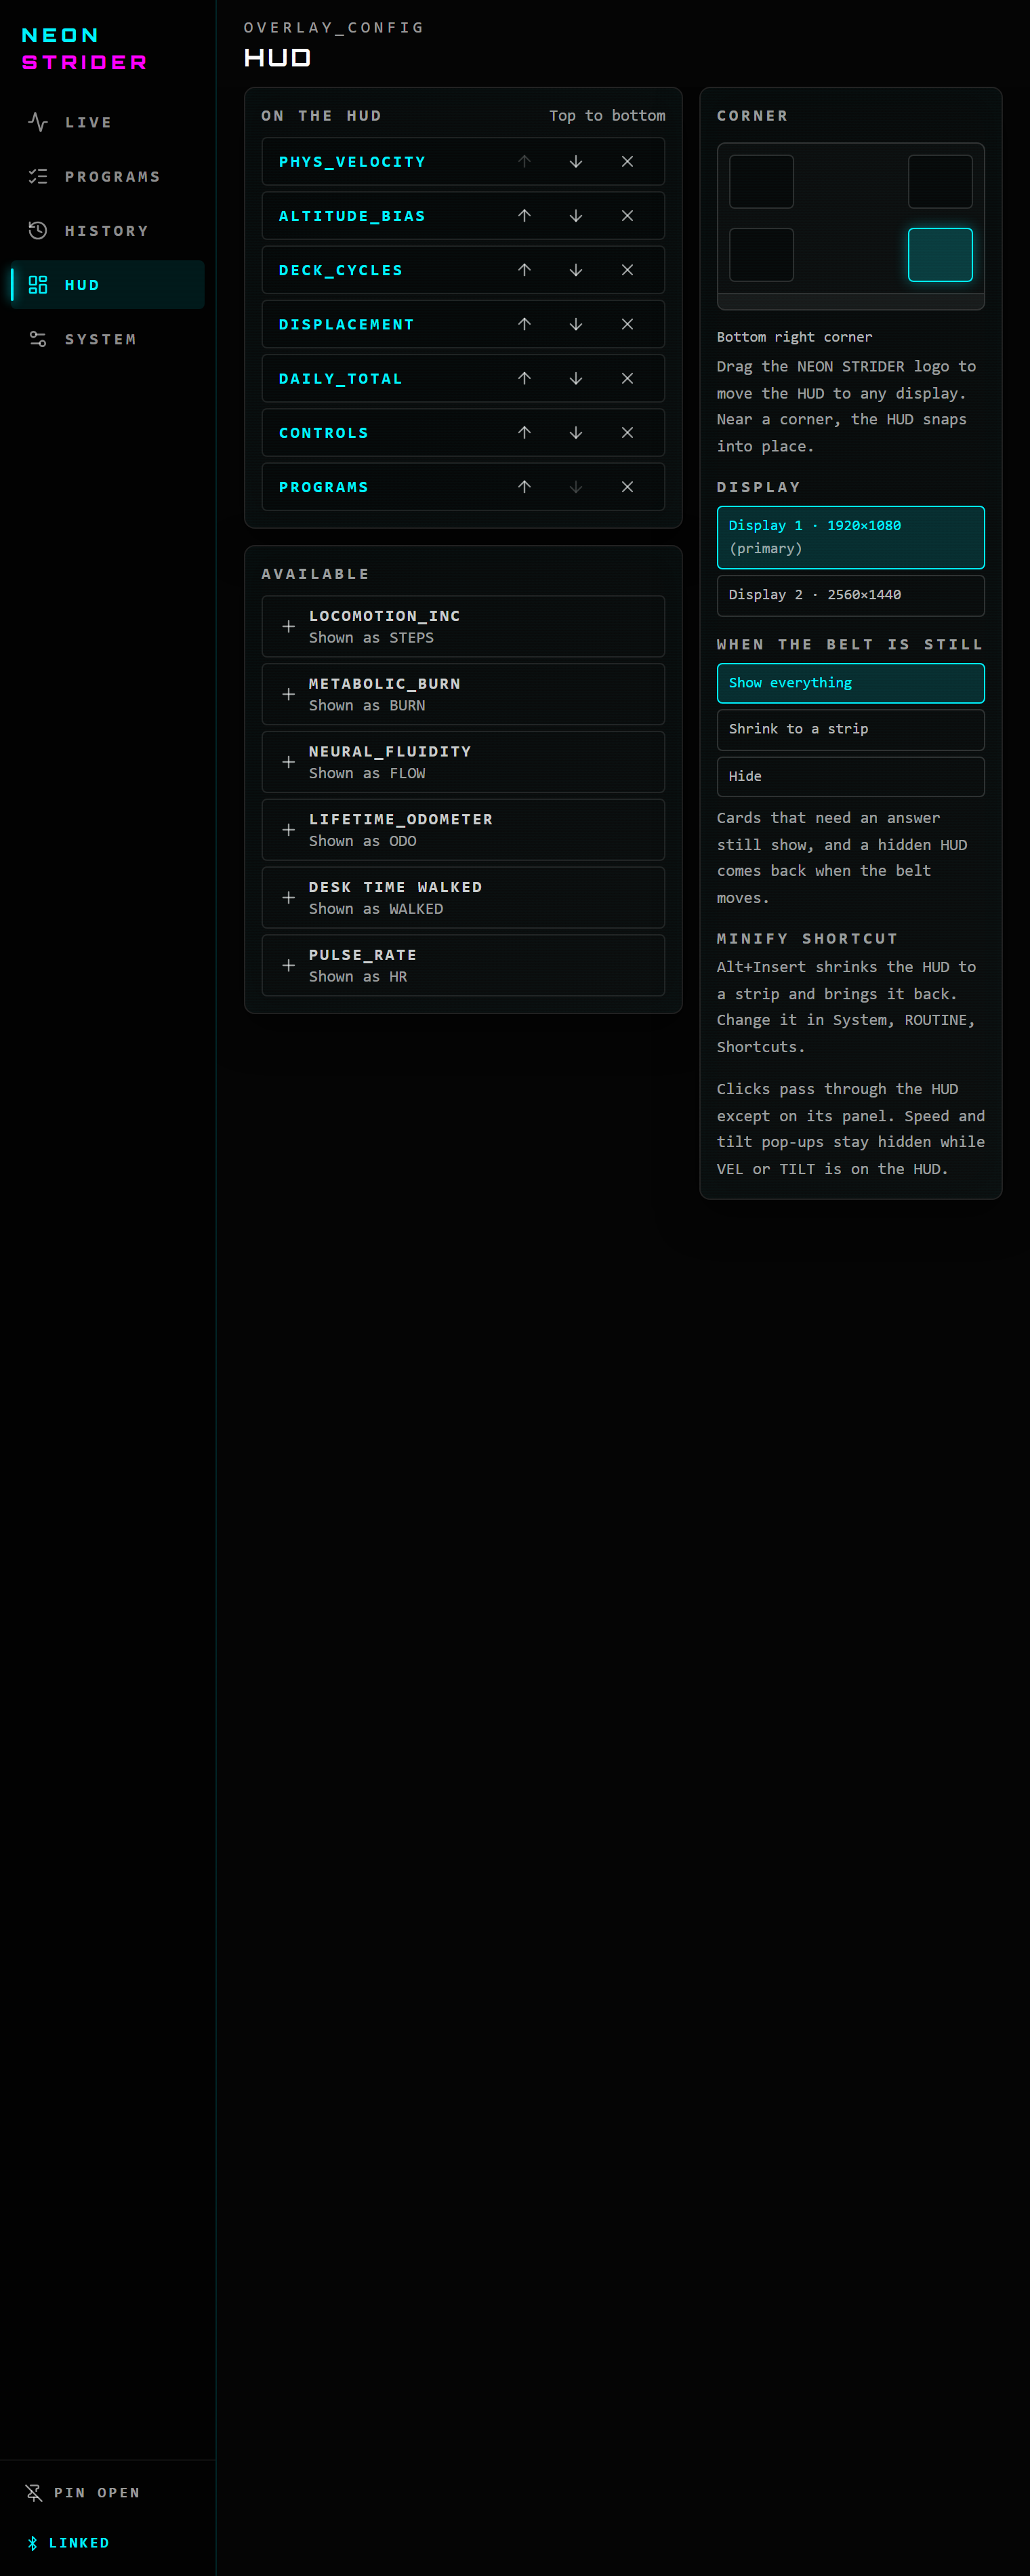 NEON
STRIDER
LIVE
PROGRAMS
HISTORY
HUD
SYSTEM
PIN OPEN
LINKED
OVERLAY_CONFIG
HUD
ON THE HUD
Top to bottom
PHYS_VELOCITY
ALTITUDE_BIAS
DECK_CYCLES
DISPLACEMENT
DAILY_TOTAL
CONTROLS
PROGRAMS
AVAILABLE
LOCOMOTION_INC
Shown as STEPS
METABOLIC_BURN
Shown as BURN
NEURAL_FLUIDITY
Shown as FLOW
LIFETIME_ODOMETER
Shown as ODO
DESK TIME WALKED
Shown as WALKED
PULSE_RATE
Shown as HR
CORNER
Bottom right corner
Drag the NEON STRIDER logo to
move the HUD to any display.
Near a corner, the HUD snaps
into place.
DISPLAY
Display 1 · 1920×1080
(primary)
Display 2 · 2560×1440
WHEN THE BELT IS STILL
Show everything
Shrink to a strip
Hide
Cards that need an answer
still show, and a hidden HUD
comes back when the belt
moves.
MINIFY SHORTCUT
Alt+Insert shrinks the HUD to
a strip and brings it back.
Change it in System, ROUTINE,
Shortcuts.
Clicks pass through the HUD
except on its panel. Speed and
tilt pop-ups stay hidden while
VEL or TILT is on the HUD.